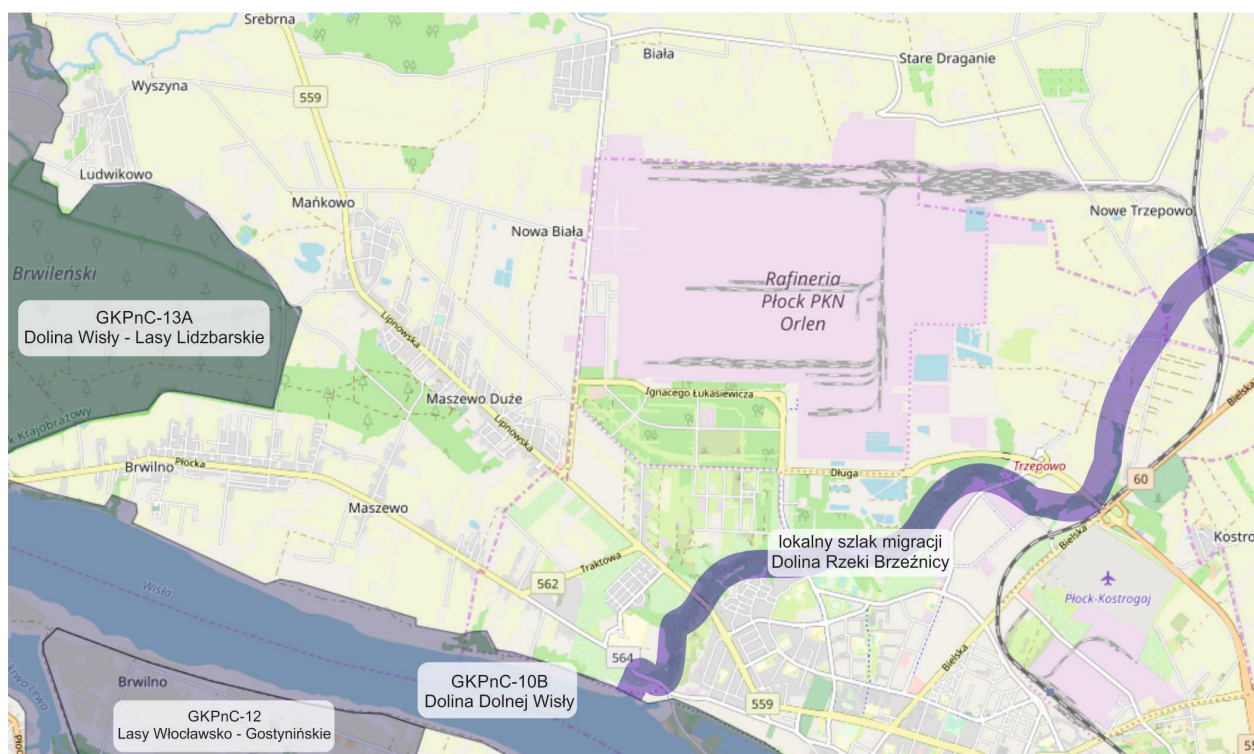 Srebrna
Biała
Stare Draganie
Wyszyna
559
Ludwikowo
Mańkowo
Nowa Biała
Nowe Trzepowo
Brwileński
Rafineria
Płock PKN
Orlen
GKPnC-13A
Dolina Wisły - Lasy Lidzbarskie
Lipnowska
Ignacego Łukasiewicza
Maszewo Duże
Lipnowska
Bielska
k Krajobrazowy
Płocka
Brwilno
Długa
Trzepowo
60
Maszewo
Bielska
Kostro
lokalny szlak migracji
Dolina Rzeki Brzeźnicy
Traktowa
562
Płock-Kostrogaj
Wisła
564
Bielska
GKPnC-10B
Dolina Dolnej Wisły
Brwilno
559
GKPnC-12
Lasy Włocławsko - Gostynińskie